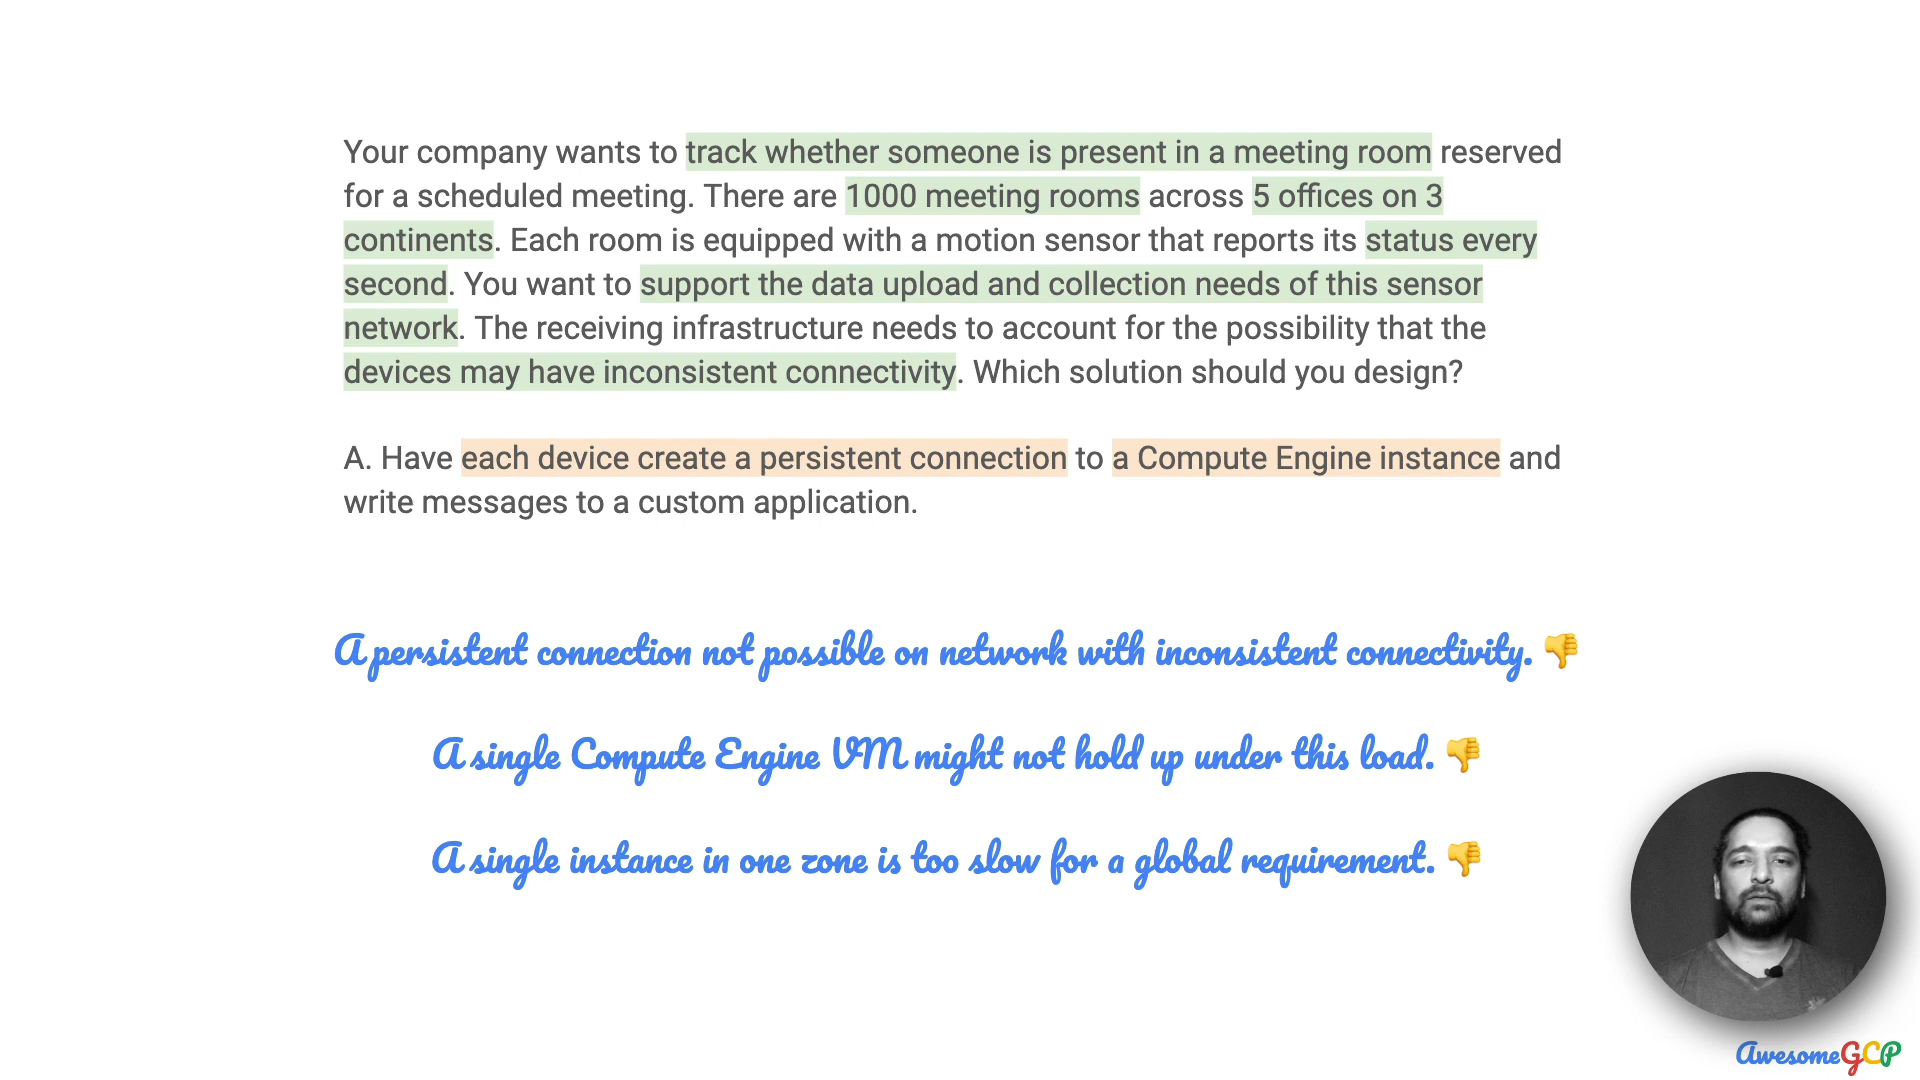 Your company wants to track whether someone is present in a meeting room reserved
for a scheduled meeting. There are 1000 meeting rooms across 5 offices on 3
continents. Each room is equipped with a motion sensor that reports its status every
second. You want to support the data upload and collection needs of this sensor
network. The receiving infrastructure needs to account for the possibility that the
devices may have inconsistent connectivity. Which solution should you design?
A. Have each device create a persistent connection to a Compute Engine instance and
write messages to a custom application.
A persistent connection not possible on network with inconsistent connectivity. 👎
A single Compute Engine VM might not hold up under this load. 👎
A single instance in one zone is too slow for a global requirement. 👎
AwesomeGCP